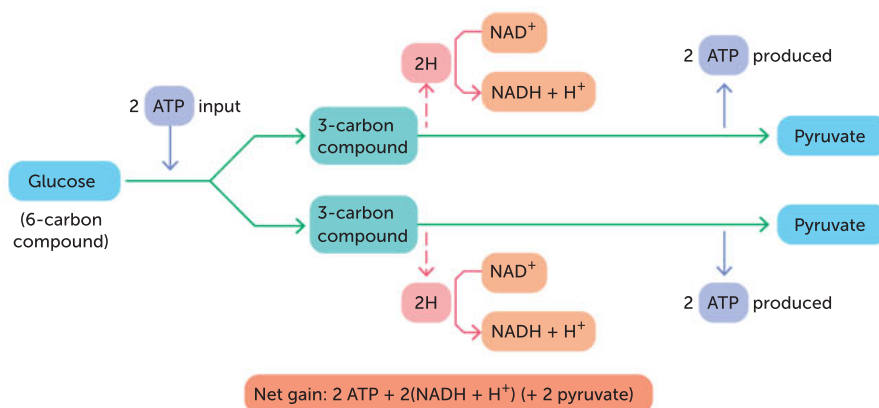 2H
NAD⁺
NADH + H⁺
2 ATP produced
2 ATP input
3-carbon
compound
Pyruvate
Glucose
(6-carbon
compound)
3-carbon
compound
Pyruvate
2H
NAD⁺
NADH + H⁺
2 ATP produced
Net gain: 2 ATP + 2(NADH + H⁺) (+ 2 pyruvate)